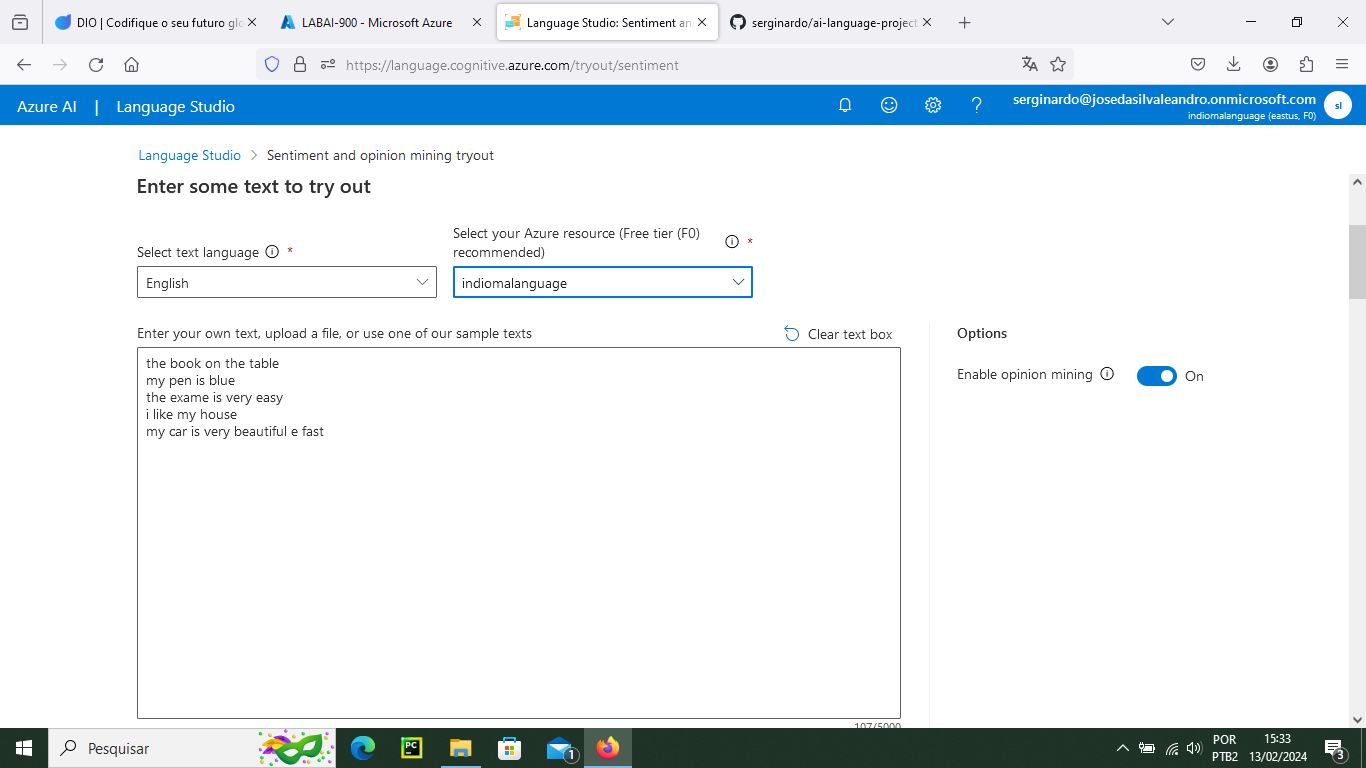 DIO | Codifique o seu futuro glo
LABAI-900 - Microsoft Azure
Language Studio: Sentiment an
serginardo/ai-language-project
https://language.cognitive.azure.com/tryout/sentiment
Azure AI | Language Studio
serginardo@josedasilvaleandro.onmicrosoft.com
indiomalanguage (eastus, F0)
sl
Language Studio > Sentiment and opinion mining tryout
Enter some text to try out
Select text language *
Select your Azure resource (Free tier (F0)
recommended) *
English
indiomalanguage
Enter your own text, upload a file, or use one of our sample texts
Clear text box
Options
the book on the table
my pen is blue
the exame is very easy
i like my house
my car is very beautiful e fast
Enable opinion mining
On
107/5000
Pesquisar
PC
1
POR
PTB2
15:33
13/02/2024
3